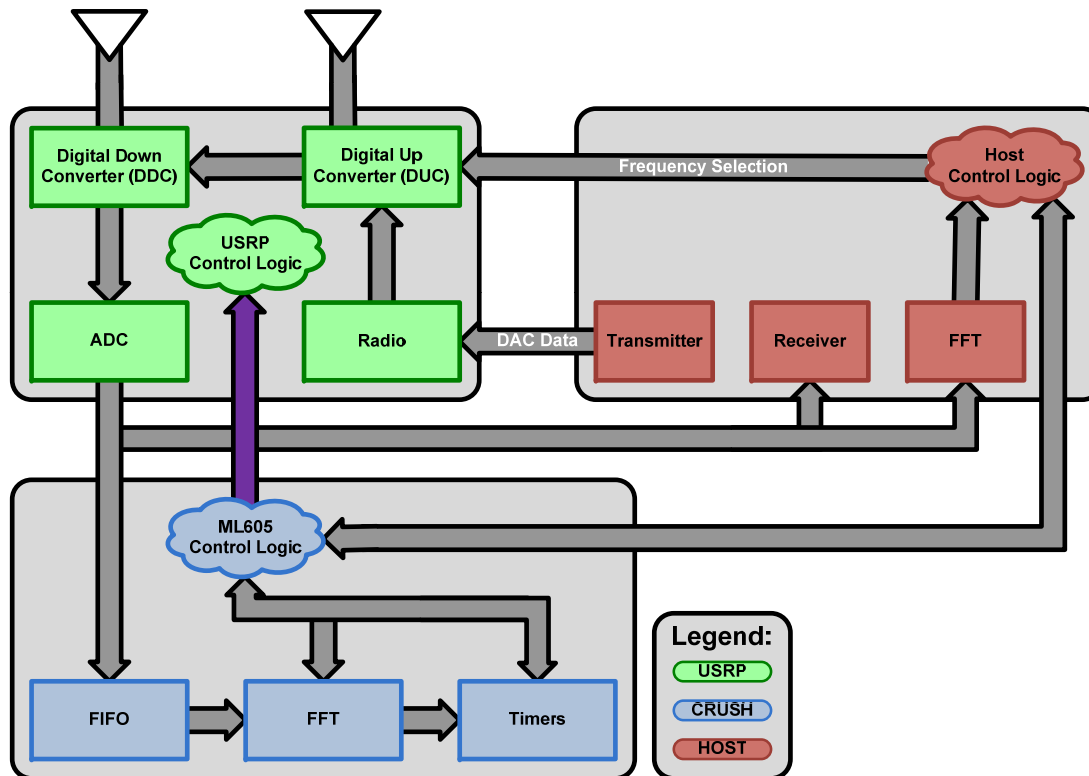 Digital Down
Converter (DDC)
Digital Up
Converter (DUC)
Frequency Selection
Host
Control Logic
USRP
Control Logic
ADC
Radio
DAC Data
Transmitter
Receiver
FFT
ML605
Control Logic
FIFO
FFT
Timers
Legend:
USRP
CRUSH
HOST